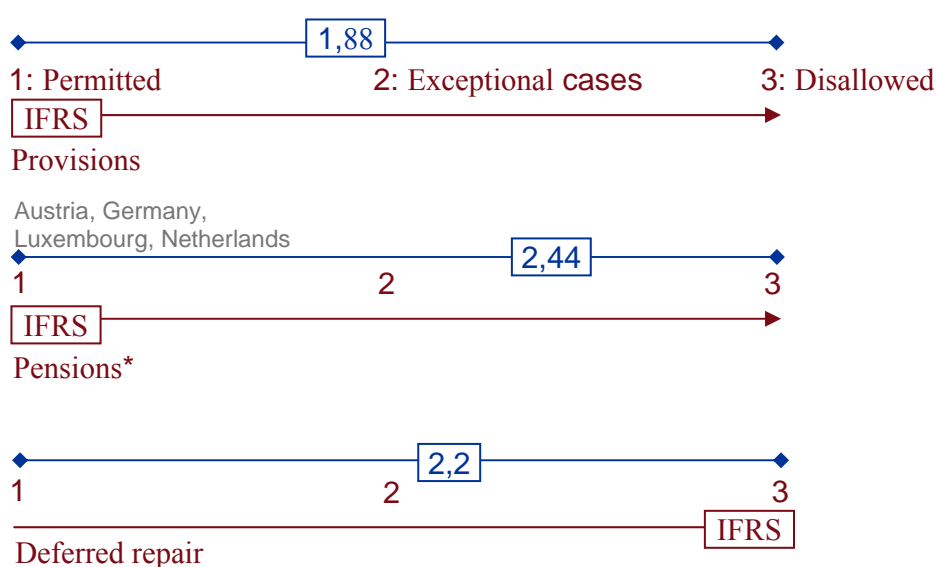 1,88
1: Permitted 2: Exceptional cases 3: Disallowed
IFRS
Provisions
Austria, Germany,
Luxembourg, Netherlands
2,44
1 2 3
IFRS
Pensions*
2,2
1 2 3
IFRS
Deferred repair